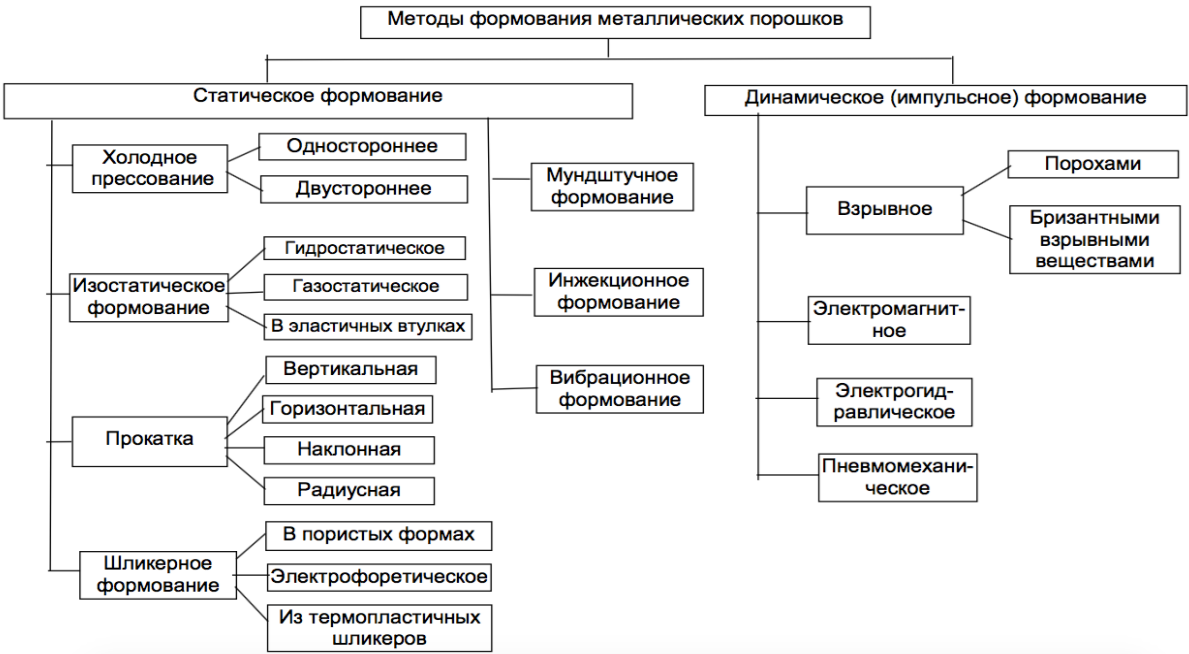 Методы формования металлических порошков
Статическое формование
Холодное
прессование
Одностороннее
Двустороннее
Изостатическое
формование
Гидростатическое
Газостатическое
В эластичных втулках
Прокатка
Вертикальная
Горизонтальная
Наклонная
Радиусная
Шликерное
формование
В пористых формах
Электрофоретическое
Из термопластичных
шликеров
Мундштучное
формование
Инжекционное
формование
Вибрационное
формование
Динамическое (импульсное) формование
Взрывное
Порохами
Бризантными
взрывными
веществами
Электромагнит-
ное
Электрогид-
равлическое
Пневмомехани-
ческое